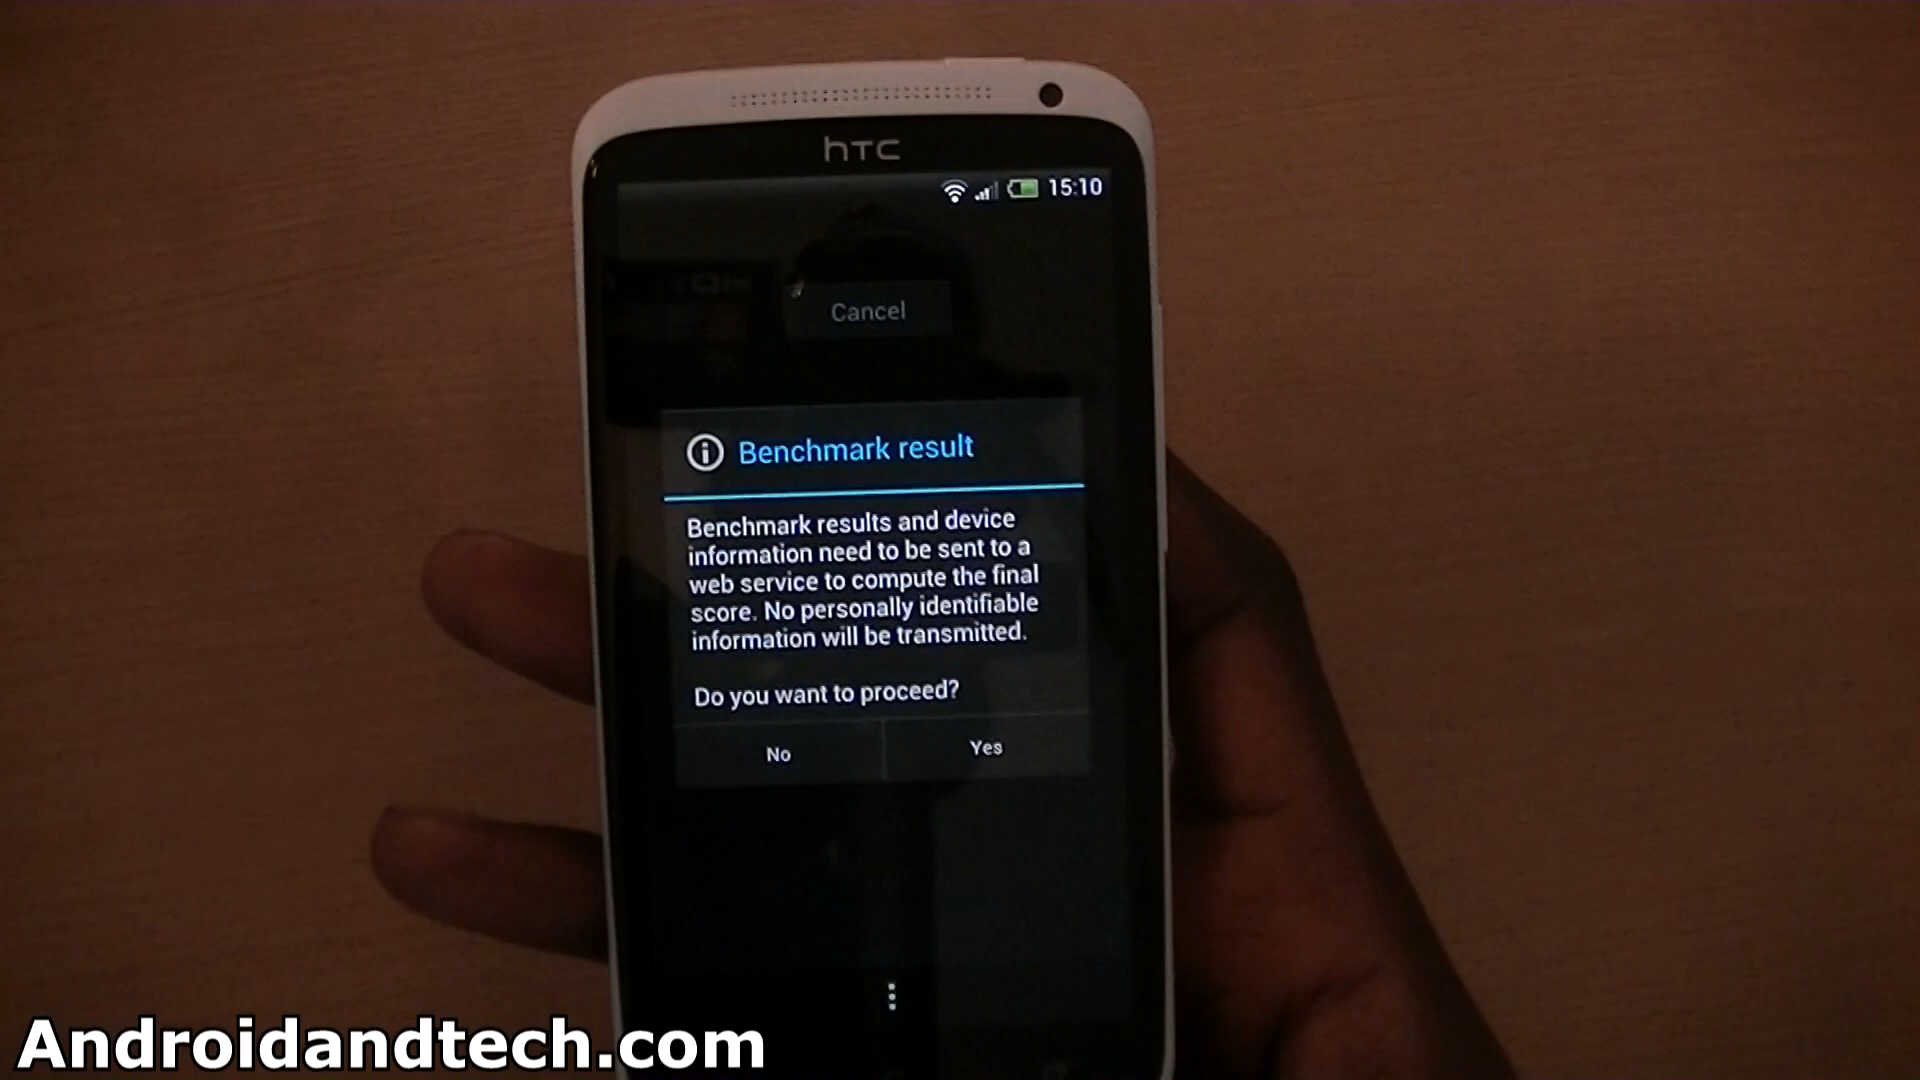 hTC
15:10
Cancel
Benchmark result
Benchmark results and device
information need to be sent to a
web service to compute the final
score. No personally identifiable
information will be transmitted.
Do you want to proceed?
No
Yes
Androidandtech.com